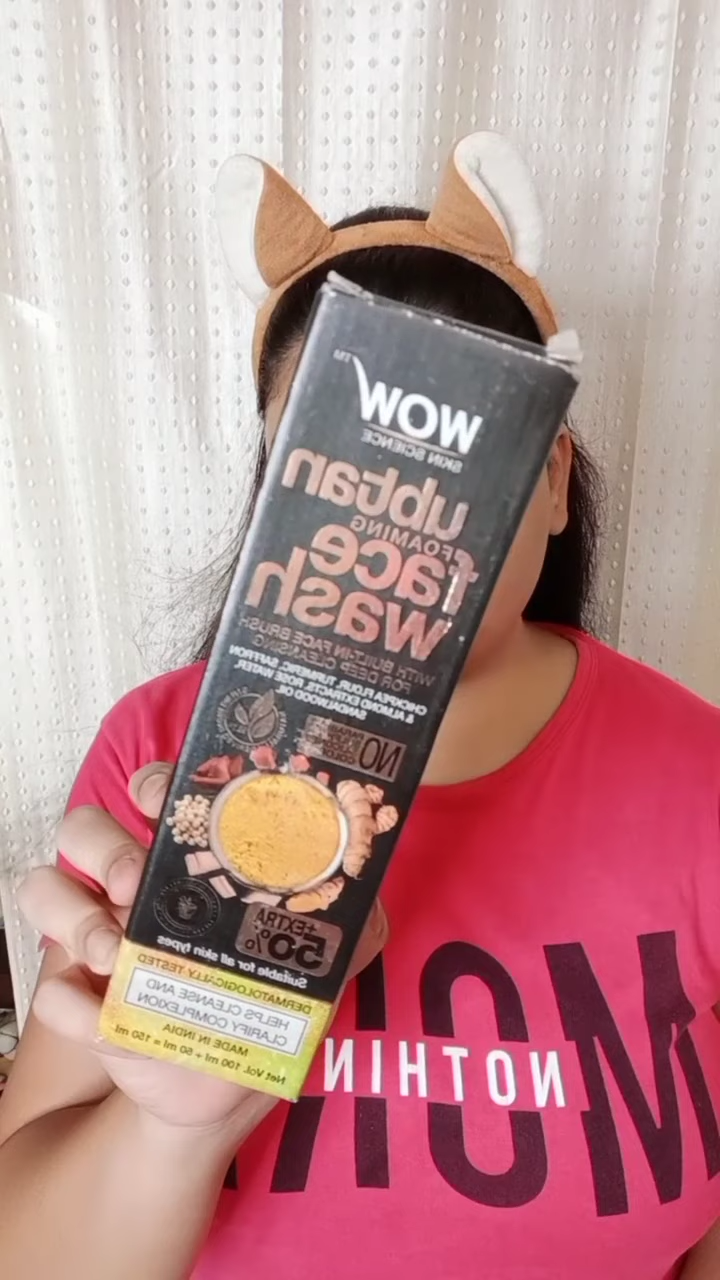 WOW
TM
SKIN SCIENCE
ubtan
FOAMING
face
wash
WITH BUILT-IN FACE BRUSH
FOR DEEP CLEANSING
CHICKPEA FLOUR, TURMERIC, SAFFRON
& ALMOND EXTRACTS, ROSE WATER,
SANDALWOOD OIL
NO
+EXTRA
50%
Suitable for all skin types
DERMATOLOGICALLY TESTED
HELPS CLEANSE AND
CLARIFY COMPLEXION
MADE IN INDIA
Net Vol. 100 ml + 50 ml = 150 ml
NOTHIN